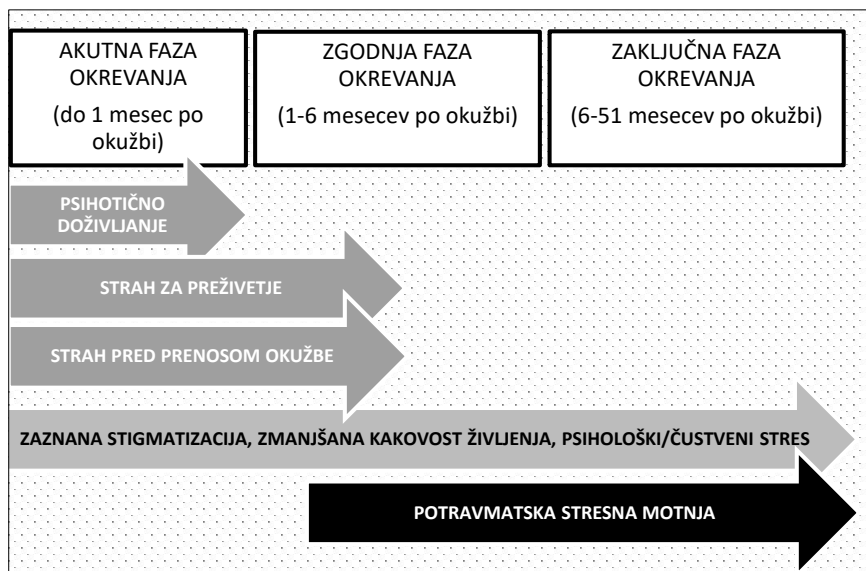 AKUTNA FAZA
OKREVANJA
(do 1 mesec po
okužbi)
ZGODNJA FAZA
OKREVANJA
(1-6 mesecev po okužbi)
ZAKLJUČNA FAZA
OKREVANJA
(6-51 mesecev po okužbi)
PSIHOTIČNO
DOŽIVLJANJE
STRAH ZA PREŽIVETJE
STRAH PRED PRENOSOM OKUŽBE
ZAZNANA STIGMATIZACIJA, ZMANJŠANA KAKOVOST ŽIVLJENJA, PSIHOLOŠKI/ČUSTVENI STRES
POTRAVMATSKA STRESNA MOTNJA